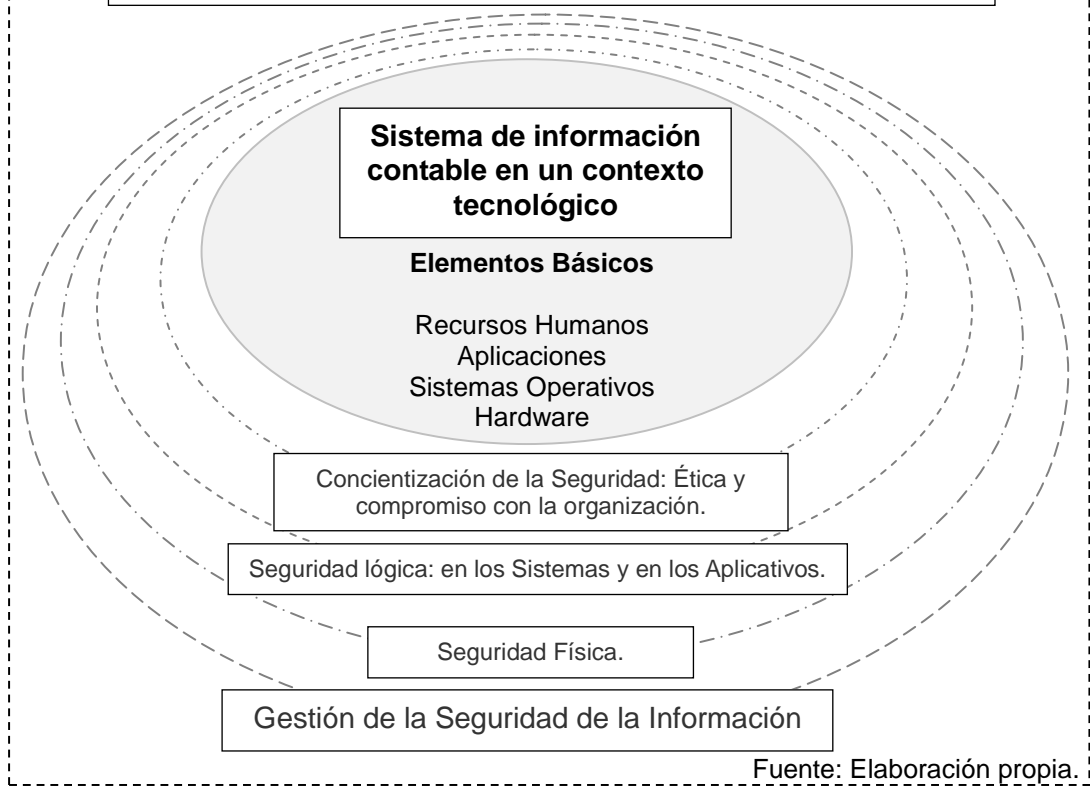 Sistema de información
contable en un contexto
tecnológico
Elementos Básicos
Recursos Humanos
Aplicaciones
Sistemas Operativos
Hardware
Concientización de la Seguridad: Ética y
compromiso con la organización.
Seguridad lógica: en los Sistemas y en los Aplicativos.
Seguridad Física.
Gestión de la Seguridad de la Información
Fuente: Elaboración propia.